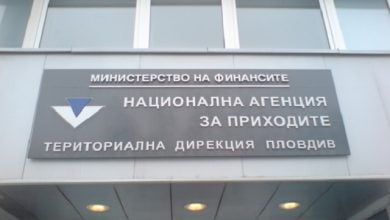 МИНИСТЕРСТВО НА ФИНАНСИТЕ
НАЦИОНАЛНА АГЕНЦИЯ
ЗА ПРИХОДИТЕ
ТЕРИТОРИАЛНА ДИРЕКЦИЯ ПЛОВДИВ